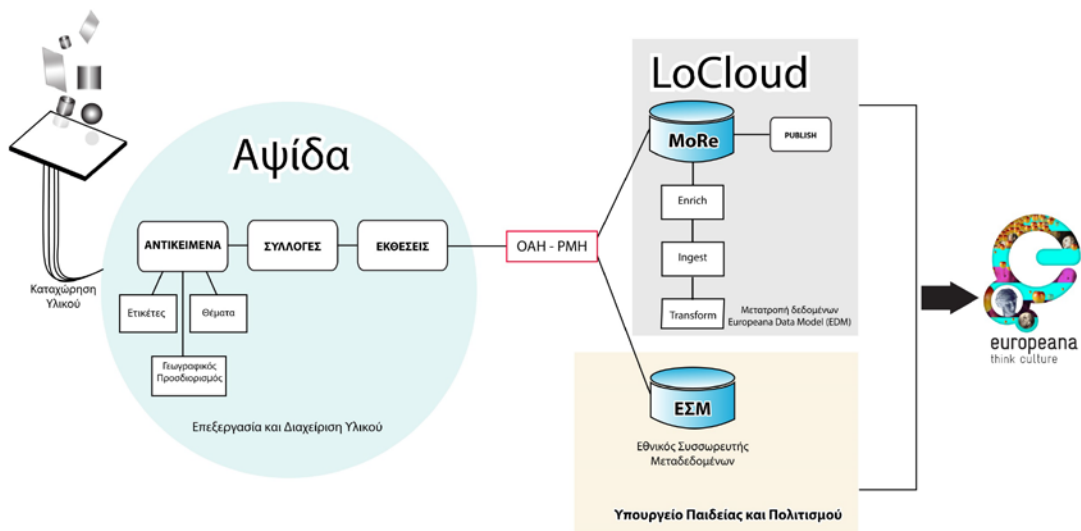 Καταχώρηση
Υλικού
Αψίδα
ΑΝΤΙΚΕΙΜΕΝΑ
ΣΥΛΛΟΓΕΣ
ΕΚΘΕΣΕΙΣ
Ετικέτες
Θέματα
Γεωγραφικός
Προσδιορισμός
Επεξεργασία και Διαχείριση Υλικού
ΟΑΗ - PMH
LoCloud
MoRe
PUBLISH
Enrich
Ingest
Transform
Μετατροπή δεδομένων
Europeana Data Model (EDM)
ΕΣΜ
Εθνικός Συσσωρευτής
Μεταδεδομένων
Υπουργείο Παιδείας και Πολιτισμού
europeana
think culture